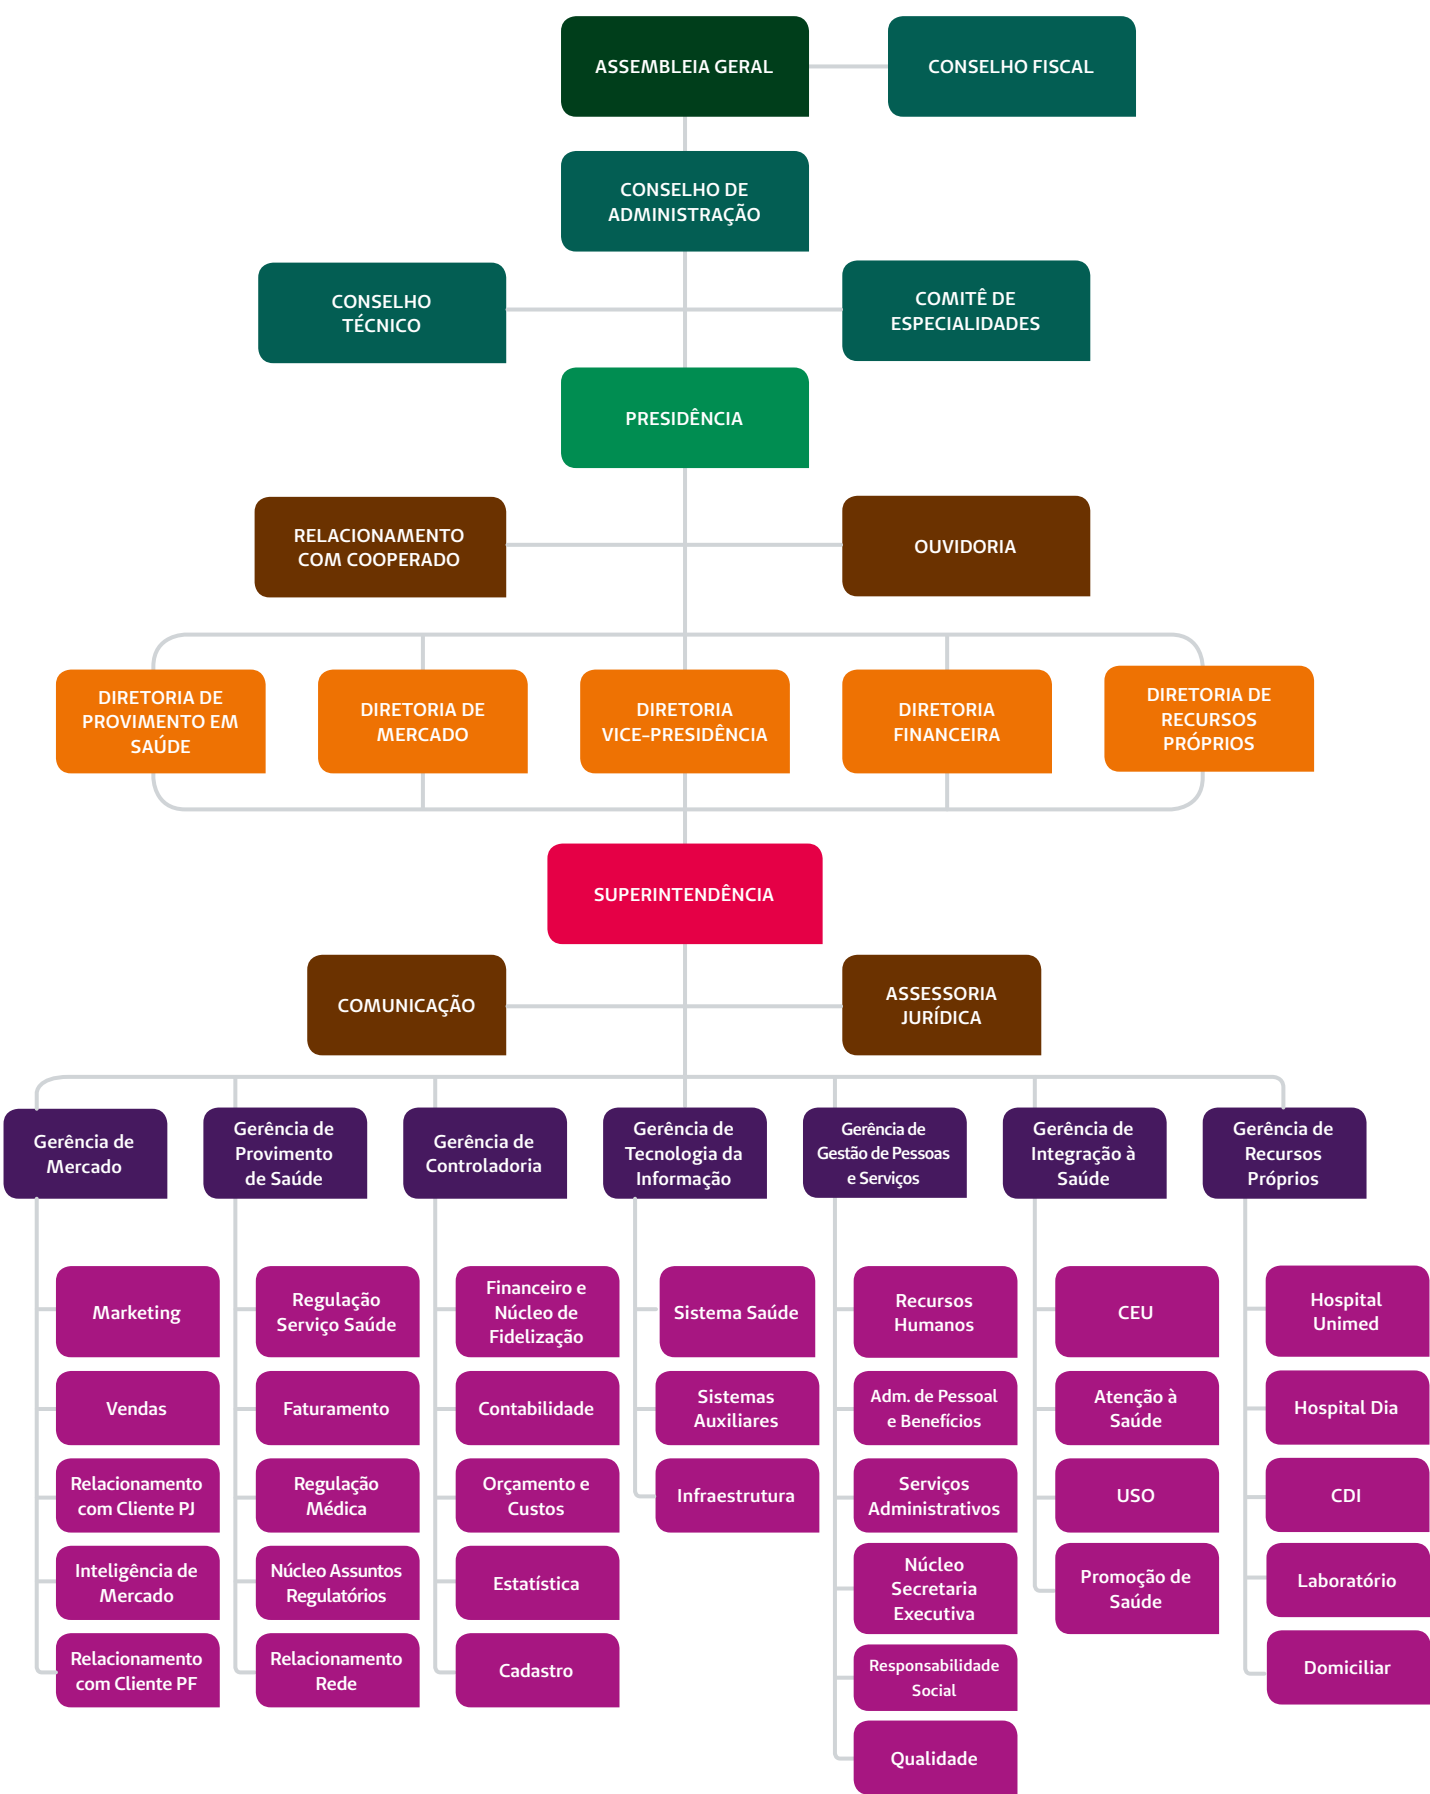 ASSEMBLEIA GERAL
CONSELHO FISCAL
CONSELHO DE
ADMINISTRAÇÃO
CONSELHO
TÉCNICO
COMITÊ DE
ESPECIALIDADES
PRESIDÊNCIA
RELACIONAMENTO
COM COOPERADO
OUVIDORIA
DIRETORIA DE
PROVIMENTO EM
SAÚDE
DIRETORIA DE
MERCADO
DIRETORIA
VICE-PRESIDÊNCIA
DIRETORIA
FINANCEIRA
DIRETORIA DE
RECURSOS
PRÓPRIOS
SUPERINTENDÊNCIA
COMUNICAÇÃO
ASSESSORIA
JURÍDICA
Gerência de
Mercado
Gerência de
Provimento
de Saúde
Gerência de
Controladoria
Gerência de
Tecnologia da
Informação
Gerência de
Gestão de Pessoas
e Serviços
Gerência de
Integração à
Saúde
Gerência de
Recursos
Próprios
Marketing
Vendas
Relacionamento
com Cliente PJ
Inteligência de
Mercado
Relacionamento
com Cliente PF
Regulação
Serviço Saúde
Faturamento
Regulação
Médica
Núcleo Assuntos
Regulatórios
Relacionamento
Rede
Financeiro e
Núcleo de
Fidelização
Contabilidade
Orçamento e
Custos
Estatística
Cadastro
Sistema Saúde
Sistemas
Auxiliares
Infraestrutura
Recursos
Humanos
Adm. de Pessoal
e Benefícios
Serviços
Administrativos
Núcleo
Secretaria
Executiva
Responsabilidade
Social
Qualidade
CEU
Atenção à
Saúde
USO
Promoção de
Saúde
Hospital
Unimed
Hospital Dia
CDI
Laboratório
Domiciliar